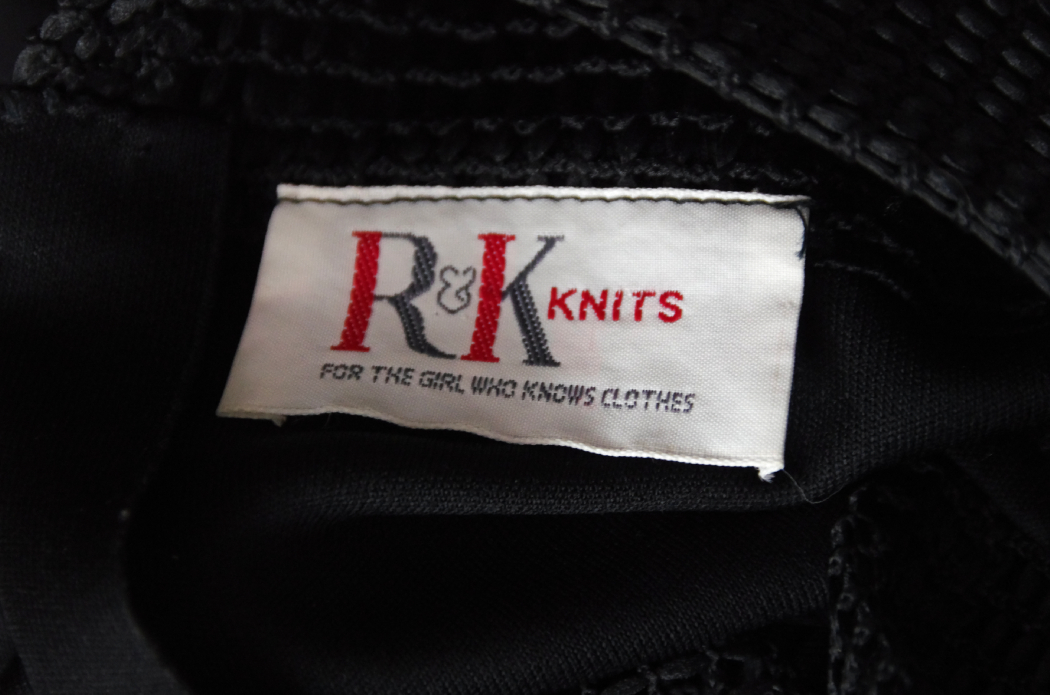 R&K KNITS
FOR THE GIRL WHO KNOWS CLOTHES